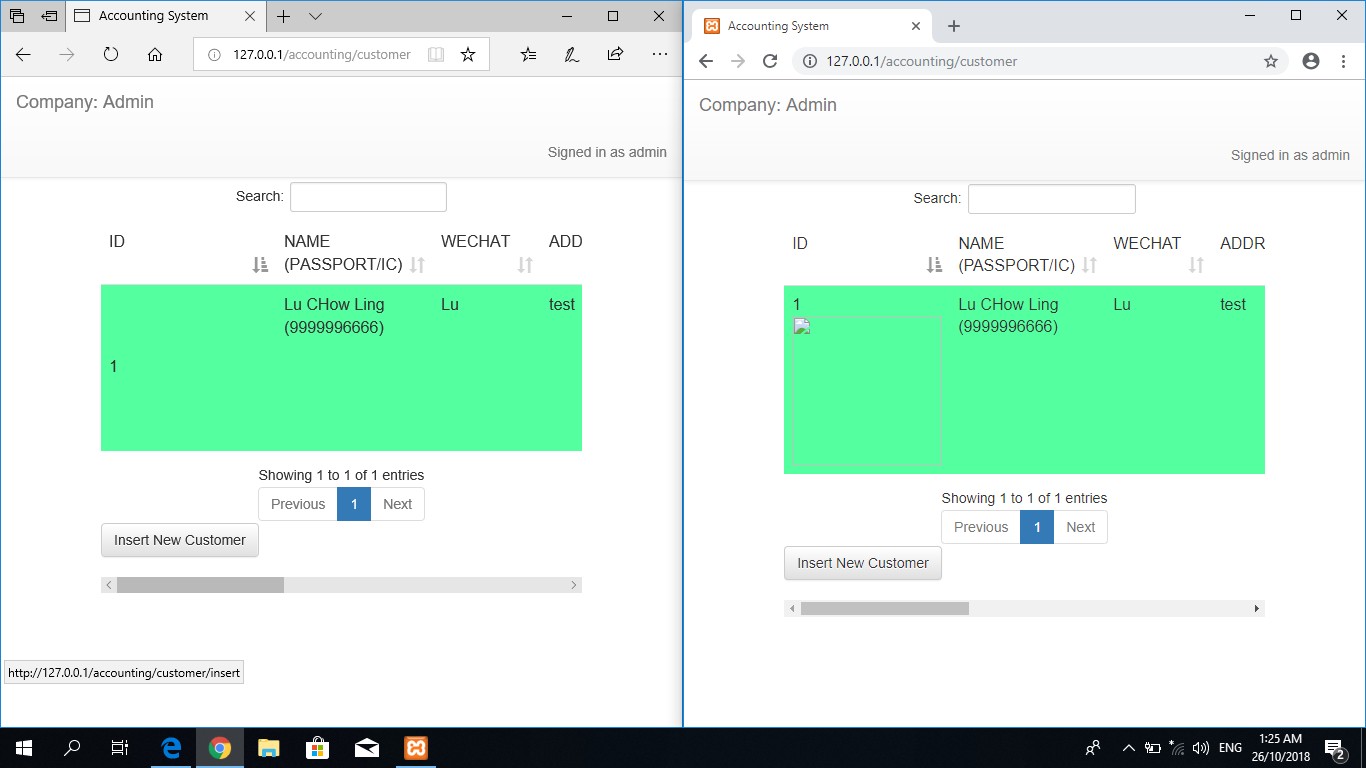 Accounting System
127.0.0.1/accounting/customer
Company: Admin
Signed in as admin
Search:
ID NAME (PASSPORT/IC) WECHAT ADD
Lu CHow Ling (9999996666) Lu test
1
Showing 1 to 1 of 1 entries
Previous 1 Next
Insert New Customer
http://127.0.0.1/accounting/customer/insert
Accounting System
127.0.0.1/accounting/customer
Company: Admin
Signed in as admin
Search:
ID NAME (PASSPORT/IC) WECHAT ADDR
1 Lu CHow Ling (9999996666) Lu test
Showing 1 to 1 of 1 entries
Previous 1 Next
Insert New Customer
ENG
1:25 AM
26/10/2018
2